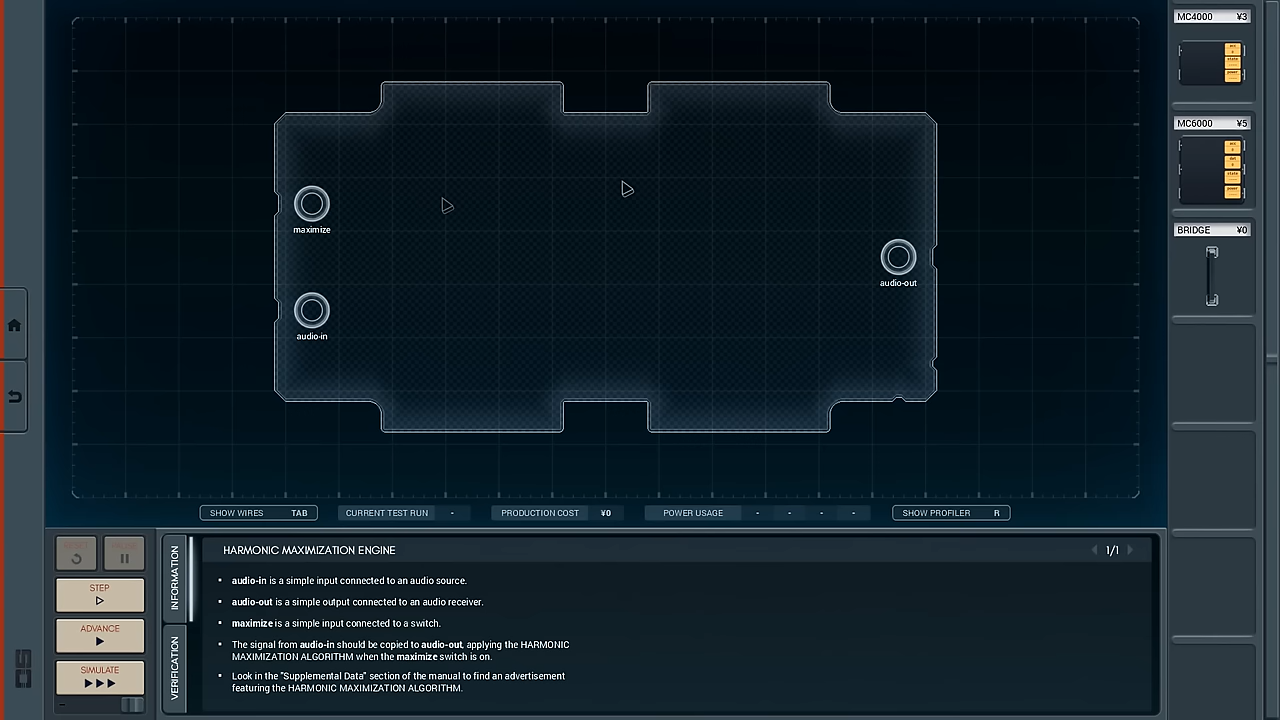 MC4000 ¥3
MC6000 ¥5
BRIDGE ¥0
maximize
audio-in
audio-out
SHOW WIRES TAB
CURRENT TEST RUN -
PRODUCTION COST ¥0
POWER USAGE - - - -
SHOW PROFILER R
STEP
ADVANCE
SIMULATE
INFORMATION
VERIFICATION
HARMONIC MAXIMIZATION ENGINE
1/1
• audio-in is a simple input connected to an audio source.
• audio-out is a simple output connected to an audio receiver.
• maximize is a simple input connected to a switch.
• The signal from audio-in should be copied to audio-out, applying the HARMONIC
MAXIMIZATION ALGORITHM when the maximize switch is on.
• Look in the "Supplemental Data" section of the manual to find an advertisement
featuring the HARMONIC MAXIMIZATION ALGORITHM.